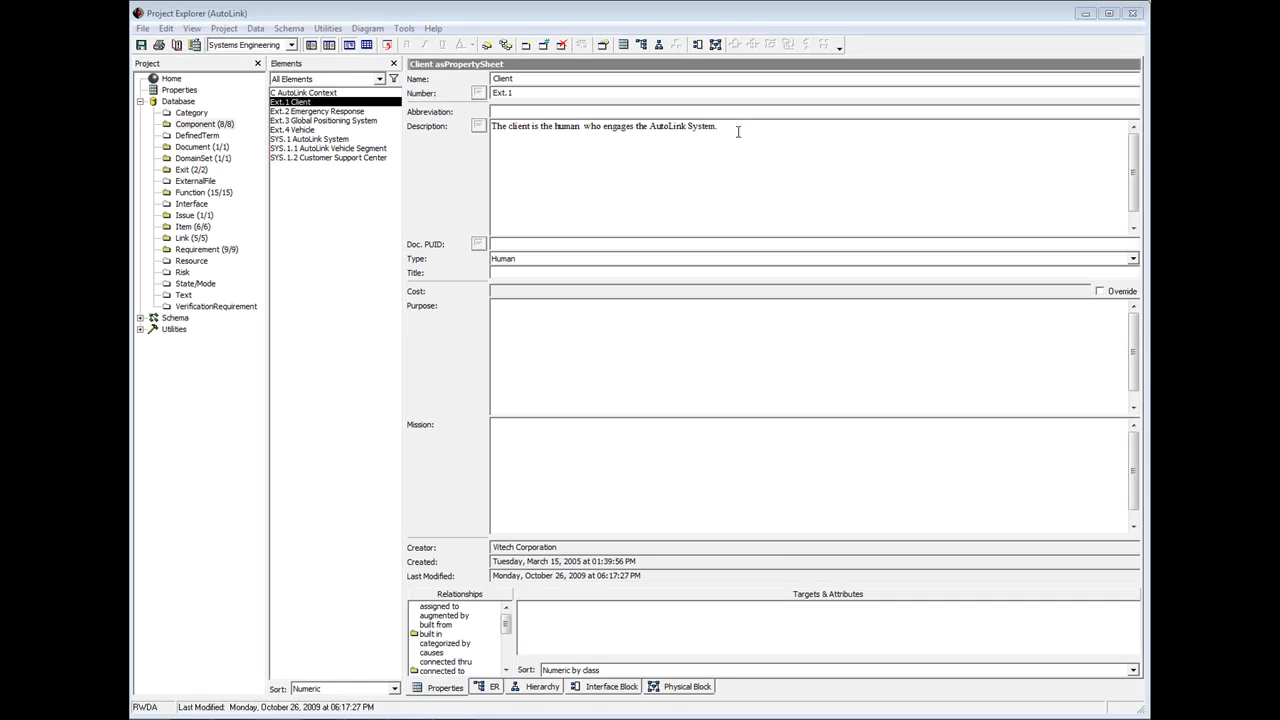 Project Explorer (AutoLink)
File Edit View Project Data Schema Utilities Diagram Tools Help
Systems Engineering
Project
Home
Properties
Database
Category
Component (8/8)
DefinedTerm
Document (1/1)
DomainSet (1/1)
Exit (2/2)
ExternalFile
Function (15/15)
Interface
Issue (1/1)
Item (6/6)
Link (5/5)
Requirement (9/9)
Resource
Risk
State/Mode
Text
VerificationRequirement
Schema
Utilities
Elements
All Elements
C AutoLink Context
Ext.1 Client
Ext.2 Emergency Response
Ext.3 Global Positioning System
Ext.4 Vehicle
SYS.1 AutoLink System
SYS.1.1 AutoLink Vehicle Segment
SYS.1.2 Customer Support Center
Sort: Numeric
Client asPropertySheet
Name: Client
Number: Ext.1
Abbreviation:
Description: The client is the human who engages the AutoLink System.
Doc. PUID:
Type: Human
Title:
Cost: Override
Purpose:
Mission:
Creator: Vitech Corporation
Created: Tuesday, March 15, 2005 at 01:39:56 PM
Last Modified: Monday, October 26, 2009 at 06:17:27 PM
Relationships
assigned to
augmented by
built from
built in
categorized by
causes
connected thru
connected to
Targets & Attributes
Sort: Numeric by class
Properties ER Hierarchy Interface Block Physical Block
RWDA Last Modified: Monday, October 26, 2009 at 06:17:27 PM